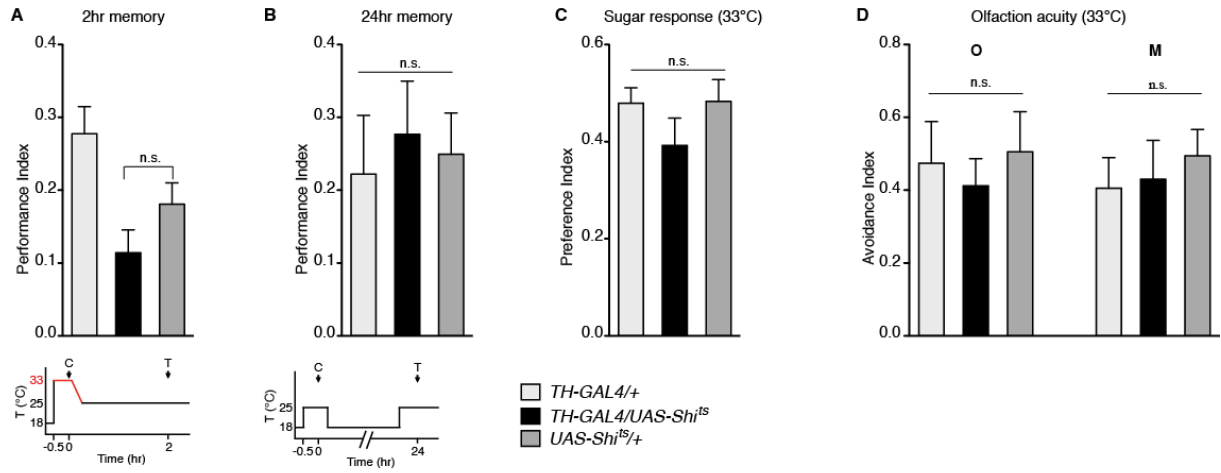 A
2hr memory
Performance Index
0.4
0.3
0.2
0.1
0.0
n.s.
C
T
T (°C)
33
25
18
-0.5 0
2
Time (hr)
B
24hr memory
Performance Index
0.4
0.3
0.2
0.1
0.0
n.s.
C
T
T (°C)
25
18
-0.5 0
24
Time (hr)
C
Sugar response (33°C)
Preference Index
0.6
0.4
0.2
0.0
n.s.
D
Olfaction acuity (33°C)
Avoidance Index
0.8
0.6
0.4
0.2
0.0
O
M
n.s.
n.s.
TH-GAL4/+
TH-GAL4/UAS-Shi^ts
UAS-Shi^ts/+